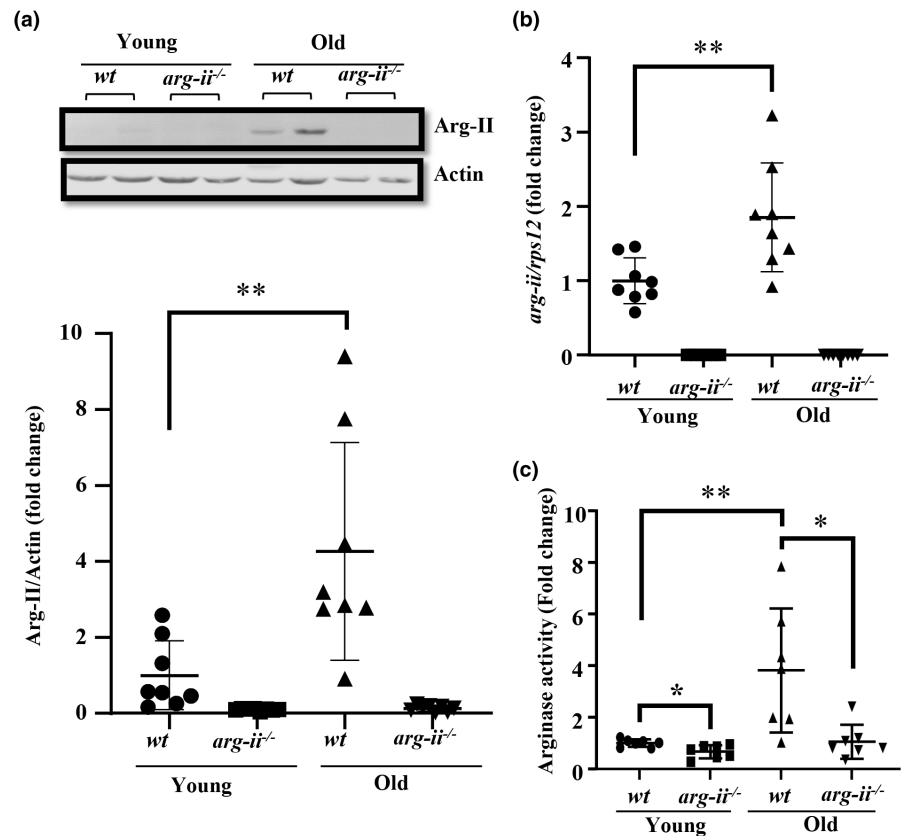 (a)
Young Old
wt arg-ii-/- wt arg-ii-/-
Arg-II
Actin
**
Arg-II/Actin (fold change)
10
8
6
4
2
0
wt arg-ii-/- wt arg-ii-/-
Young Old
(b)
**
arg-ii/rps12 (fold change)
4
3
2
1
0
wt arg-ii-/- wt arg-ii-/-
Young Old
(c)
**
*
*
Arginase activity (Fold change)
10
8
6
4
2
0
wt arg-ii-/- wt arg-ii-/-
Young Old